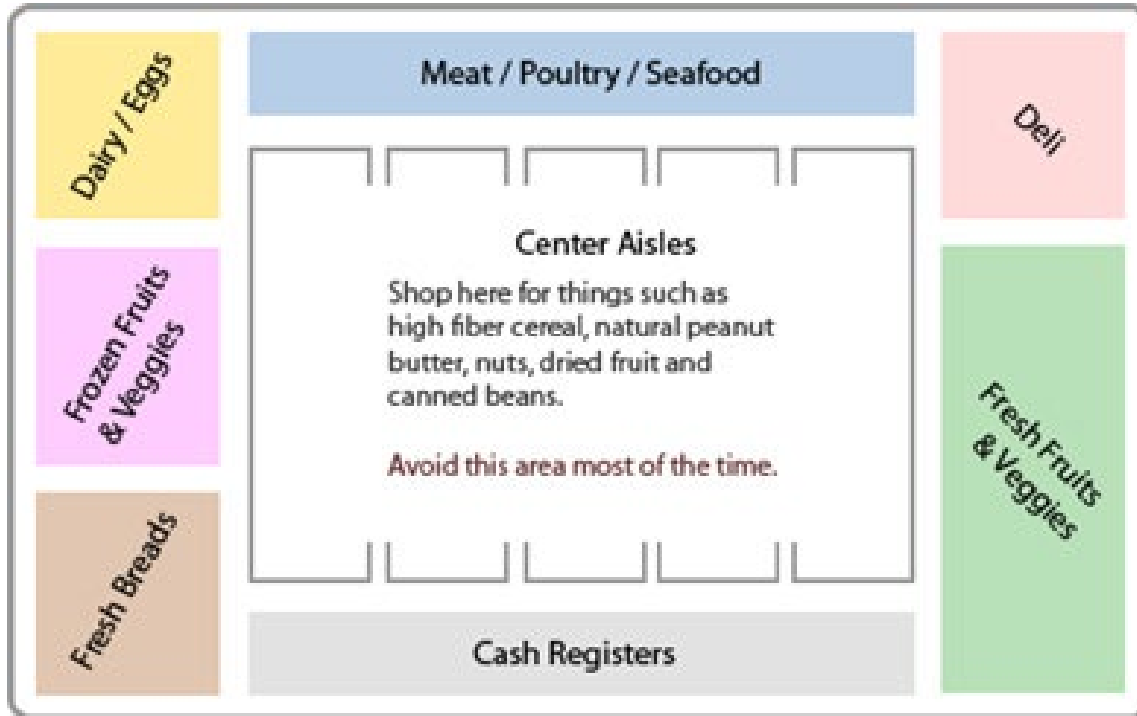 Meat / Poultry / Seafood
Dairy / Eggs
Deli
Center Aisles
Shop here for things such as
high fiber cereal, natural peanut
butter, nuts, dried fruit and
canned beans.
Avoid this area most of the time.
Frozen Fruits
& Veggies
Fresh Fruits
& Veggies
Fresh Breads
Cash Registers